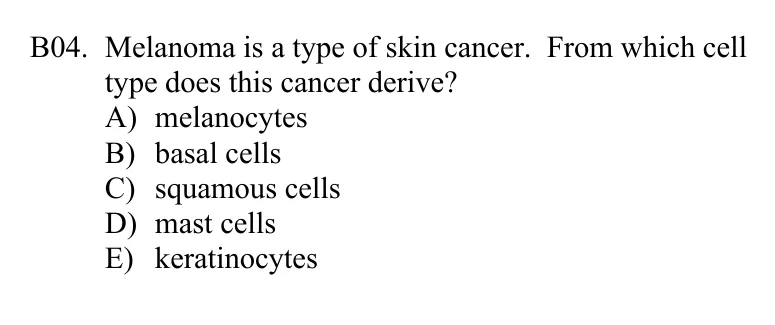 B04. Melanoma is a type of skin cancer. From which cell
type does this cancer derive?
A) melanocytes
B) basal cells
C) squamous cells
D) mast cells
E) keratinocytes